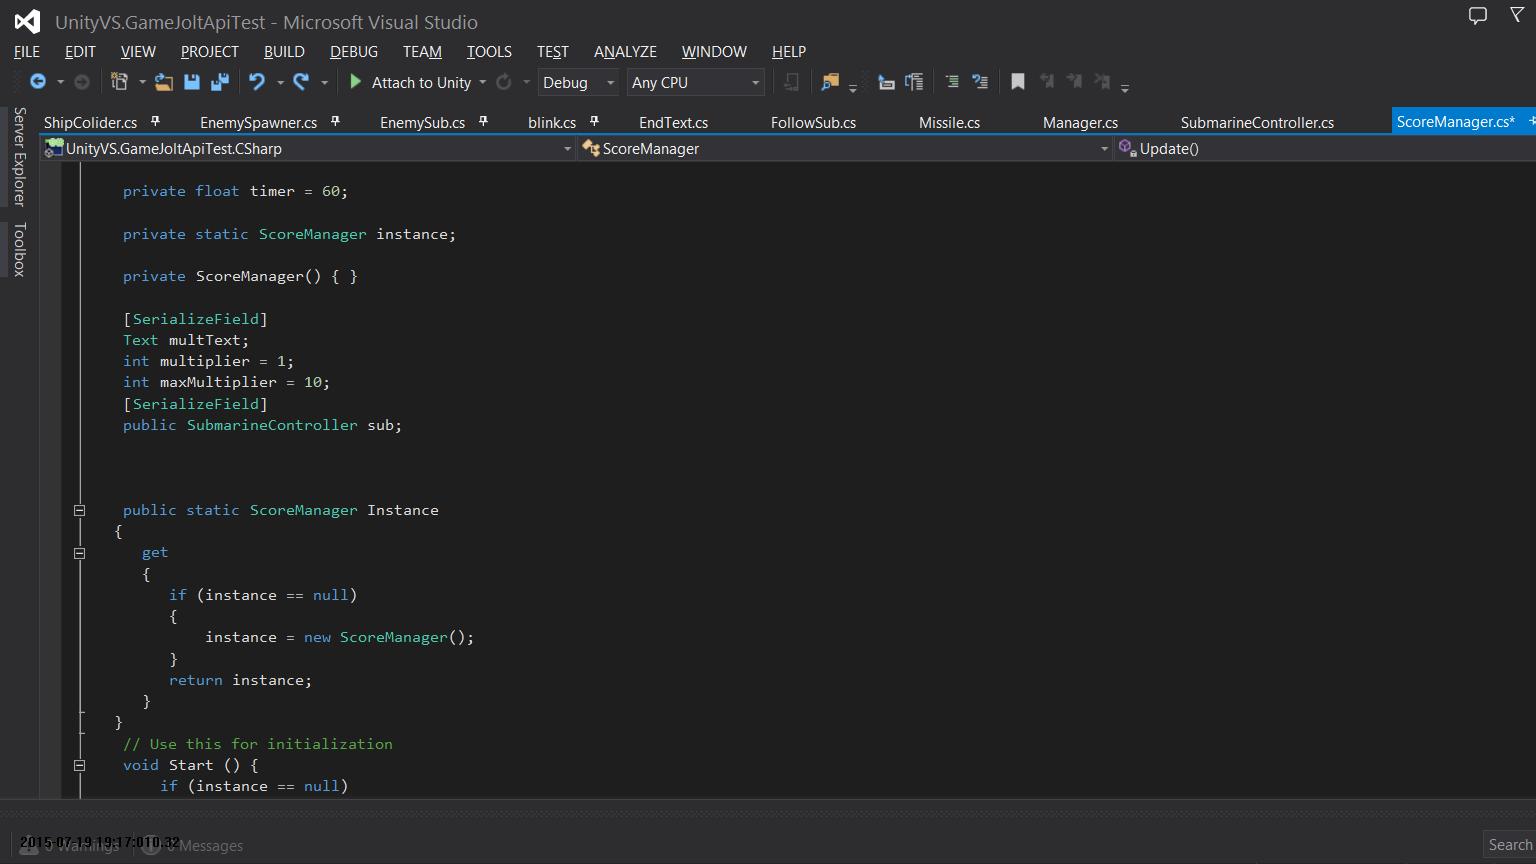 UnityVS.GameJoltApiTest - Microsoft Visual Studio
FILE EDIT VIEW PROJECT BUILD DEBUG TEAM TOOLS TEST ANALYZE WINDOW HELP
Attach to Unity Debug Any CPU
Server Explorer
Toolbox
ShipColider.cs EnemySpawner.cs EnemySub.cs blink.cs EndText.cs FollowSub.cs Missile.cs Manager.cs SubmarineController.cs ScoreManager.cs*
UnityVS.GameJoltApiTest.CSharp ScoreManager Update()
private float timer = 60;
private static ScoreManager instance;
private ScoreManager() { }
[SerializeField]
Text multText;
int multiplier = 1;
int maxMultiplier = 10;
[SerializeField]
public SubmarineController sub;
public static ScoreManager Instance
{
get
{
if (instance == null)
{
instance = new ScoreManager();
}
return instance;
}
}
// Use this for initialization
void Start () {
if (instance == null)
2015-07-19 19:17:010.32
0 Warnings 0 Messages
Search